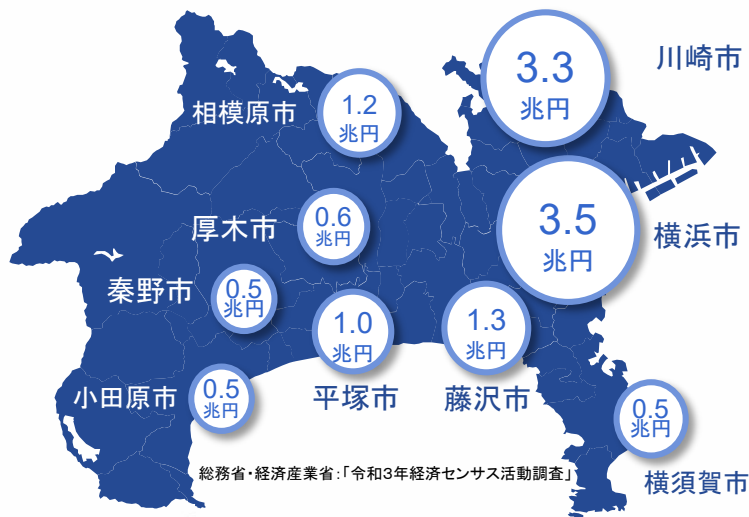 3.3
兆円
川崎市
相模原市
1.2
兆円
3.5
兆円
横浜市
厚木市
0.6
兆円
秦野市
0.5
兆円
1.0
兆円
平塚市
1.3
兆円
藤沢市
小田原市
0.5
兆円
0.5
兆円
横須賀市
総務省・経済産業省：「令和3年経済センサス活動調査」